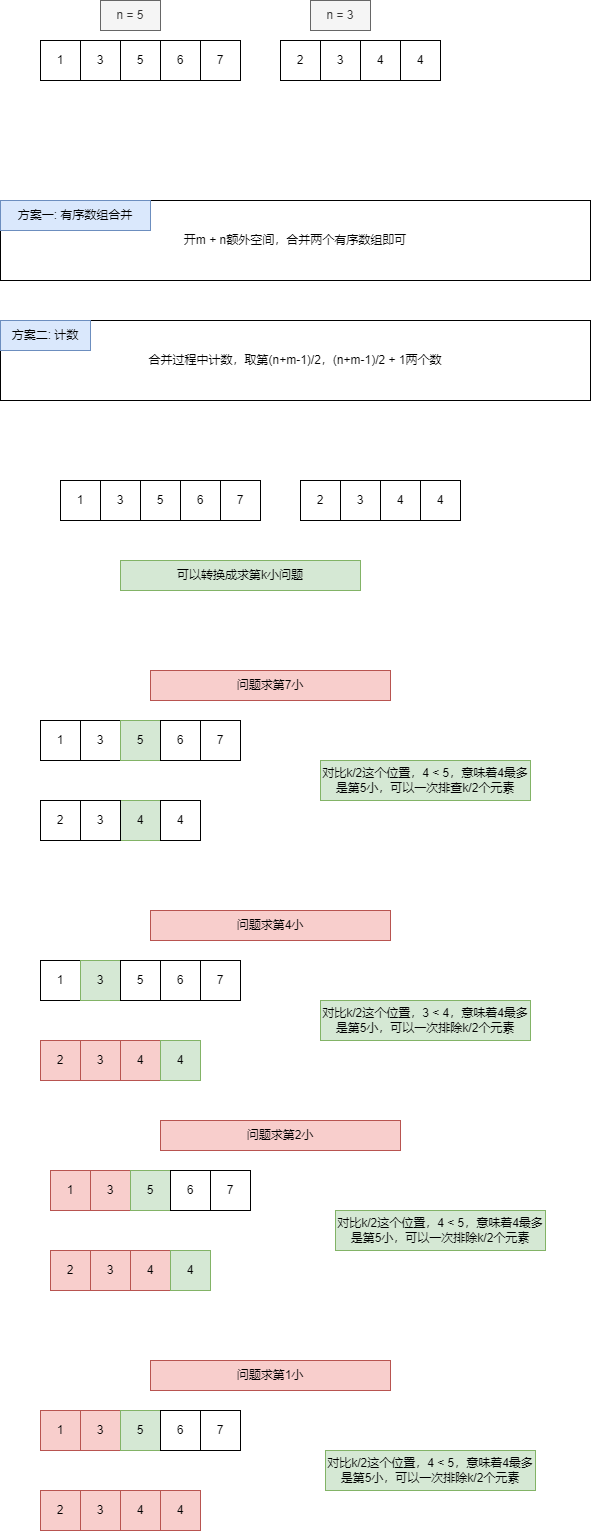 n = 5
n = 3
1 3 5 6 7
2 3 4 4
方案一: 有序数组合并
开m + n额外空间，合并两个有序数组即可
方案二: 计数
合并过程中计数，取第(n+m-1)/2，(n+m-1)/2 + 1两个数
1 3 5 6 7
2 3 4 4
可以转换成求第k小问题
问题求第7小
1 3 5 6 7
对比k/2这个位置，4 < 5，意味着4最多
是第5小，可以一次排查k/2个元素
2 3 4 4
问题求第4小
1 3 5 6 7
对比k/2这个位置，3 < 4，意味着4最多
是第5小，可以一次排除k/2个元素
2 3 4 4
问题求第2小
1 3 5 6 7
对比k/2这个位置，4 < 5，意味着4最多
是第5小，可以一次排除k/2个元素
2 3 4 4
问题求第1小
1 3 5 6 7
对比k/2这个位置，4 < 5，意味着4最多
是第5小，可以一次排除k/2个元素
2 3 4 4